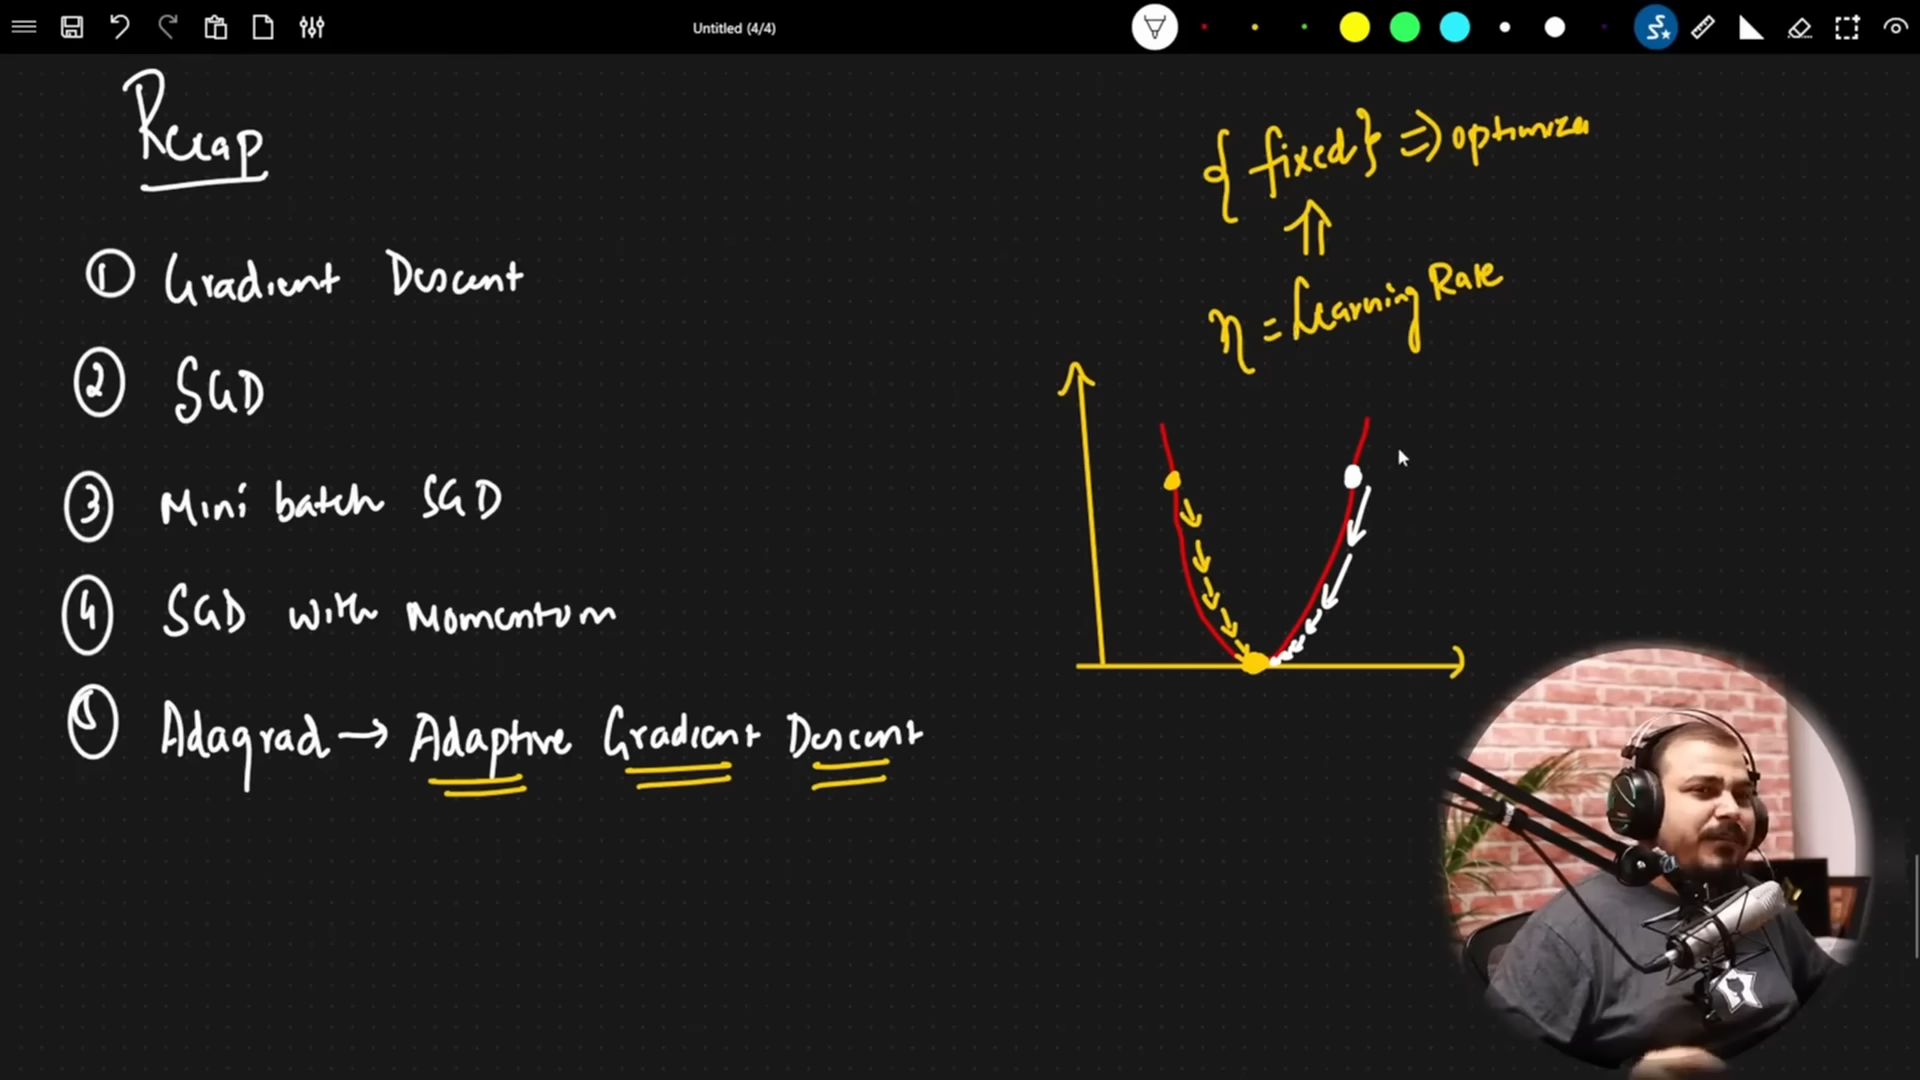 Untitled (4/4)
Recap
{ fixed} => optimizer
η = Learning Rate
① Gradient Descent
② SGD
③ Mini batch SGD
④ SGD with Momentum
⑤ Adagrad → Adaptive Gradient Descent